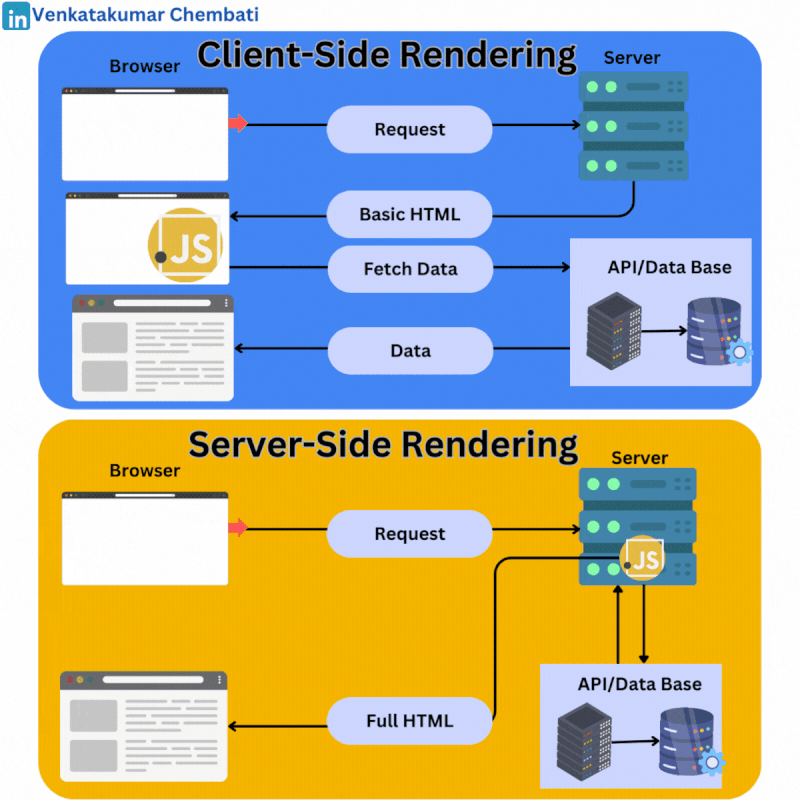 in Venkatakumar Chembati
Client-Side Rendering
Browser
Server
Request
Basic HTML
JS
Fetch Data
API/Data Base
Data
Server-Side Rendering
Browser
Server
Request
JS
API/Data Base
Full HTML